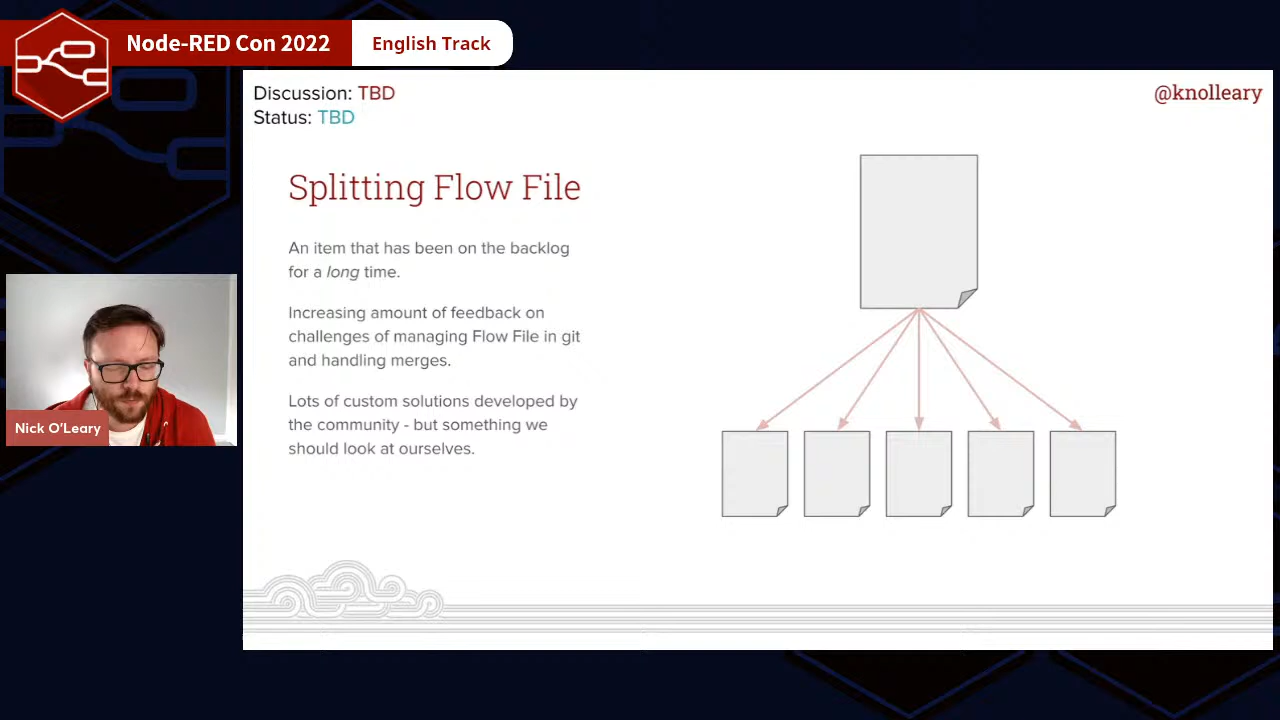 Node-RED Con 2022
English Track
Discussion: TBD
Status: TBD
@knolleary
Splitting Flow File
An item that has been on the backlog
for a long time.
Increasing amount of feedback on
challenges of managing Flow File in git
and handling merges.
Lots of custom solutions developed by
the community - but something we
should look at ourselves.
Nick O'Leary